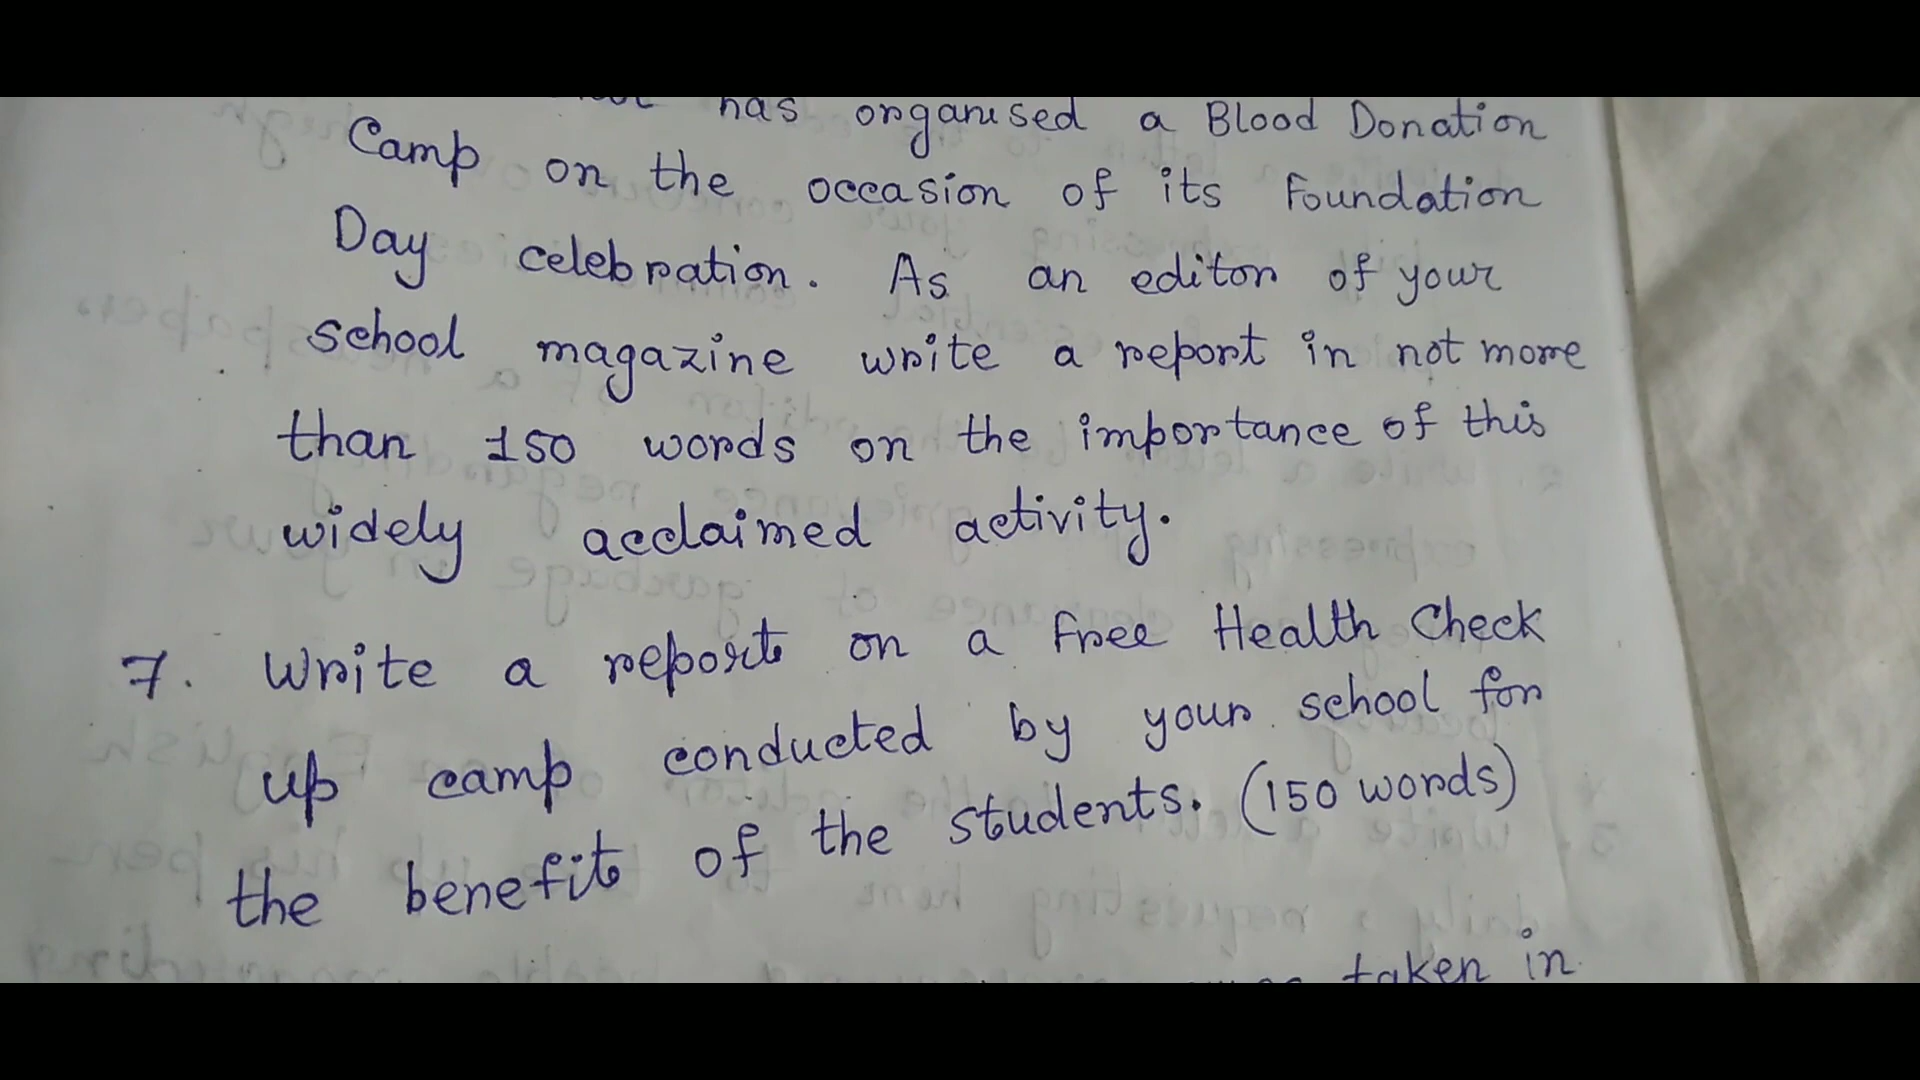 has organised a Blood Donation
Camp on the occasion of its Foundation
Day celebration. As an editor of your
school magazine write a report in not more
than 150 words on the importance of this
widely acclaimed activity.
7. Write a report on a Free Health Check
up camp conducted by your school for
the benefit of the students. (150 words)
taken in